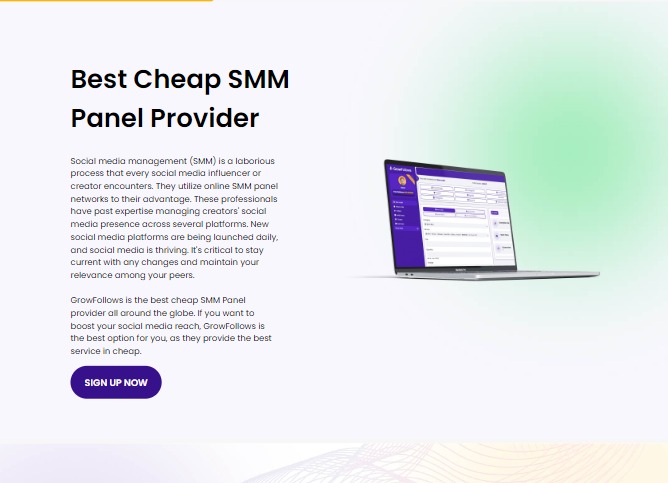 Best Cheap SMM
Panel Provider
Social media management (SMM) is a laborious
process that every social media influencer or
creator encounters. They utilize online SMM panel
networks to their advantage. These professionals
have past expertise managing creators' social
media presence across several platforms. New
social media platforms are being launched daily,
and social media is thriving. It's critical to stay
current with any changes and maintain your
relevance among your peers.
GrowFollows is the best cheap SMM Panel
provider all around the globe. If you want to
boost your social media reach, GrowFollows is
the best option for you, as they provide the best
service in cheap.
SIGN UP NOW
GrowFollows